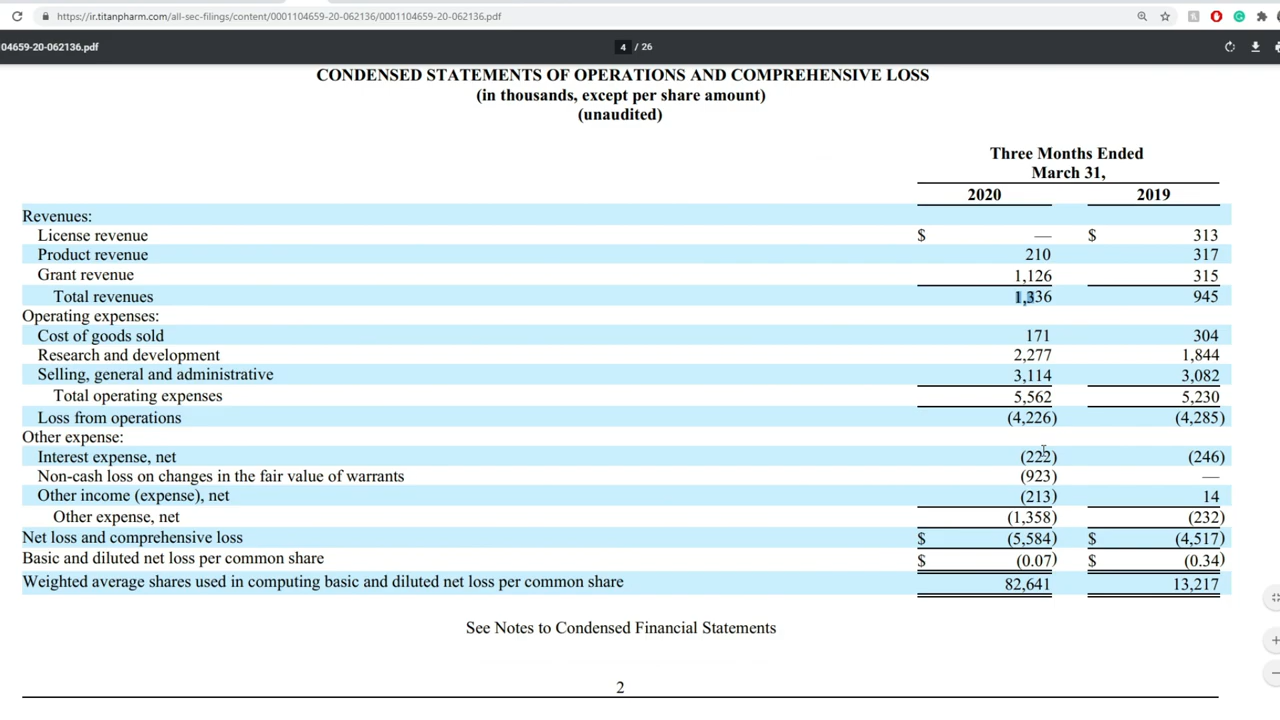 https://ir.titanpharm.com/all-sec-filings/content/0001104659-20-062136/0001104659-20-062136.pdf
04659-20-062136.pdf 4 / 26
CONDENSED STATEMENTS OF OPERATIONS AND COMPREHENSIVE LOSS
(in thousands, except per share amount)
(unaudited)
Three Months Ended
March 31,
2020 2019
Revenues:
License revenue $ — $ 313
Product revenue 210 317
Grant revenue 1,126 315
Total revenues 1,336 945
Operating expenses:
Cost of goods sold 171 304
Research and development 2,277 1,844
Selling, general and administrative 3,114 3,082
Total operating expenses 5,562 5,230
Loss from operations (4,226) (4,285)
Other expense:
Interest expense, net (222) (246)
Non-cash loss on changes in the fair value of warrants (923) —
Other income (expense), net (213) 14
Other expense, net (1,358) (232)
Net loss and comprehensive loss $ (5,584) $ (4,517)
Basic and diluted net loss per common share $ (0.07) $ (0.34)
Weighted average shares used in computing basic and diluted net loss per common share 82,641 13,217
See Notes to Condensed Financial Statements
2